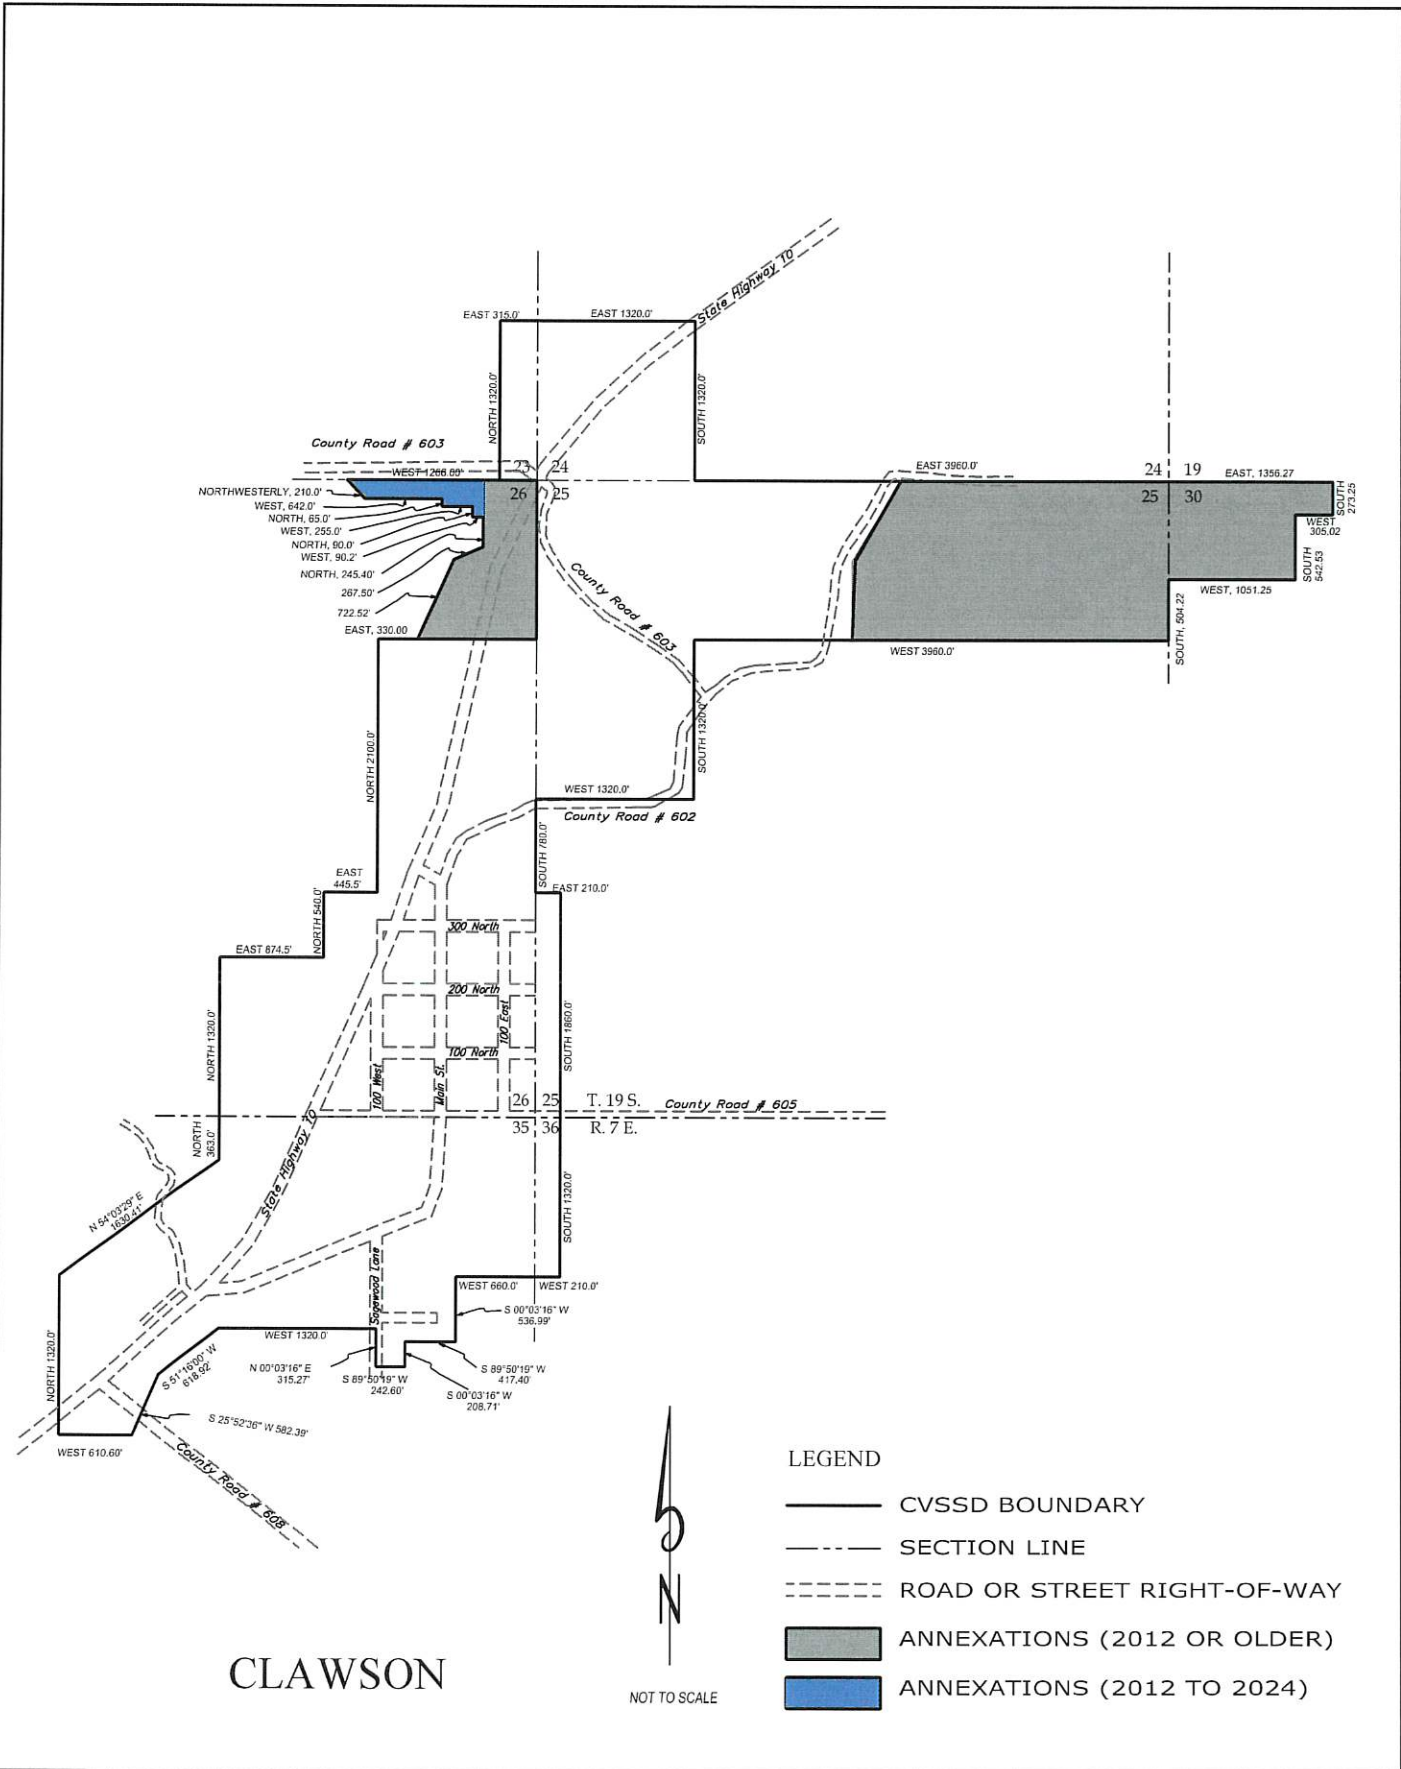 State Highway 10
EAST 315.0'
EAST 1320.0'
NORTH 1320.0'
SOUTH 1320.0'
County Road # 603
WEST 1266.60'
23 24
26 25
EAST 3960.0'
24 19
25 30
EAST, 1356.27
SOUTH
273.25
WEST
305.02
SOUTH
542.53
WEST, 1051.25
SOUTH, 504.22
WEST 3960.0'
NORTHWESTERLY, 210.0'
WEST, 642.0'
NORTH, 65.0'
WEST, 255.0'
NORTH, 90.0'
WEST, 90.2'
NORTH, 245.40'
267.50'
722.52'
EAST, 330.00
County Road # 603
NORTH 2100.0'
SOUTH 1320.0'
WEST 1320.0'
County Road # 602
SOUTH 780.0'
EAST
445.5'
EAST 210.0'
NORTH 540.0'
300 North
EAST 874.5'
200 North
100 East
100 North
NORTH 1320.0'
SOUTH 1860.0'
100 West
Main St.
26 25
T. 19 S.
County Road # 605
35 36
R. 7 E.
NORTH
363.0'
State Highway 10
N 54°03'29" E
1630.41'
SOUTH 1320.0'
Sagewood Lane
WEST 660.0'
WEST 210.0'
S 00°03'16" W
536.99'
NORTH 1320.0'
WEST 1320.0'
S 51°16'00" W
618.92'
N 00°03'16" E
315.27'
S 89°50'19" W
242.60'
S 89°50'19" W
417.40'
S 00°03'16" W
208.71'
S 25°52'36" W 582.39'
WEST 610.60'
County Road # 608
N
NOT TO SCALE
CLAWSON
LEGEND
CVSSD BOUNDARY
SECTION LINE
ROAD OR STREET RIGHT-OF-WAY
ANNEXATIONS (2012 OR OLDER)
ANNEXATIONS (2012 TO 2024)